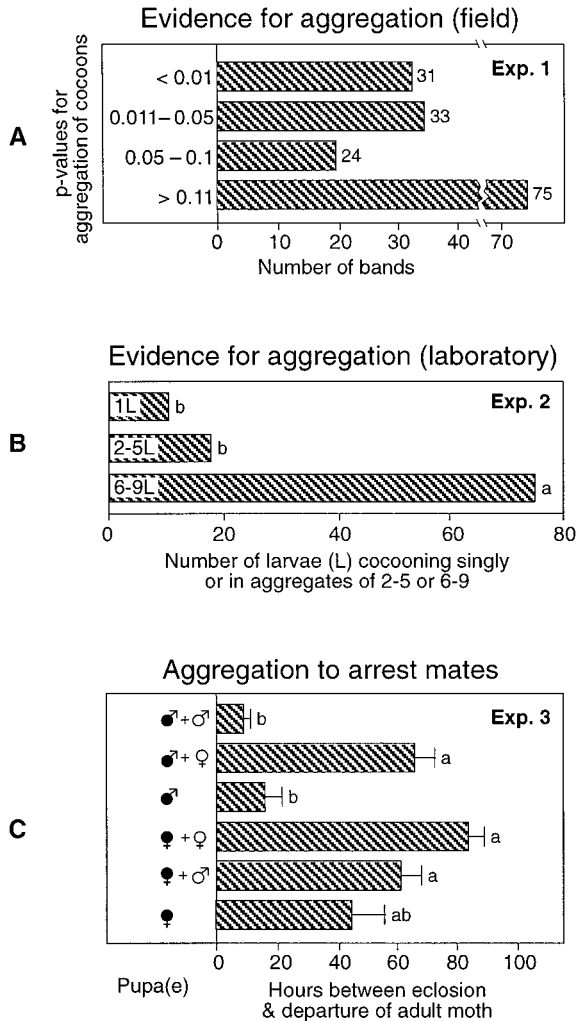 Evidence for aggregation (field)
A
p-values for
aggregation of cocoons
Exp. 1
< 0.01
31
0.011–0.05
33
0.05 – 0.1
24
> 0.11
75
0 10 20 30 40 70
Number of bands
Evidence for aggregation (laboratory)
B
Exp. 2
1L b
2-5L b
6-9L a
0 20 40 60 80
Number of larvae (L) cocooning singly
or in aggregates of 2-5 or 6-9
Aggregation to arrest mates
C
Exp. 3
♂+♂ b
♂+♀ a
♂ b
♀+♀ a
♀+♂ a
♀ ab
0 20 40 60 80 100
Pupa(e)
Hours between eclosion
& departure of adult moth